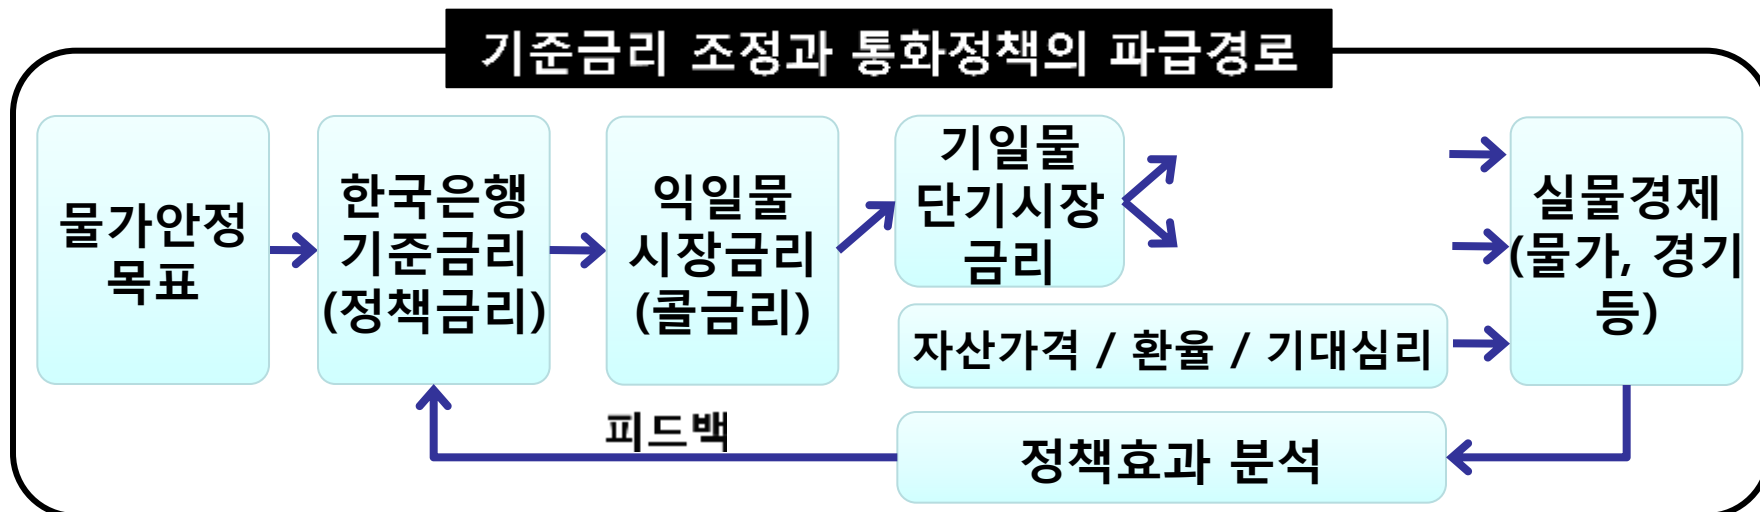 기준금리 조정과 통화정책의 파급경로
물가안정
목표
한국은행
기준금리
(정책금리)
익일물
시장금리
(콜금리)
기일물
단기시장
금리
자산가격 / 환율 / 기대심리
실물경제
(물가, 경기
등)
피드백
정책효과 분석